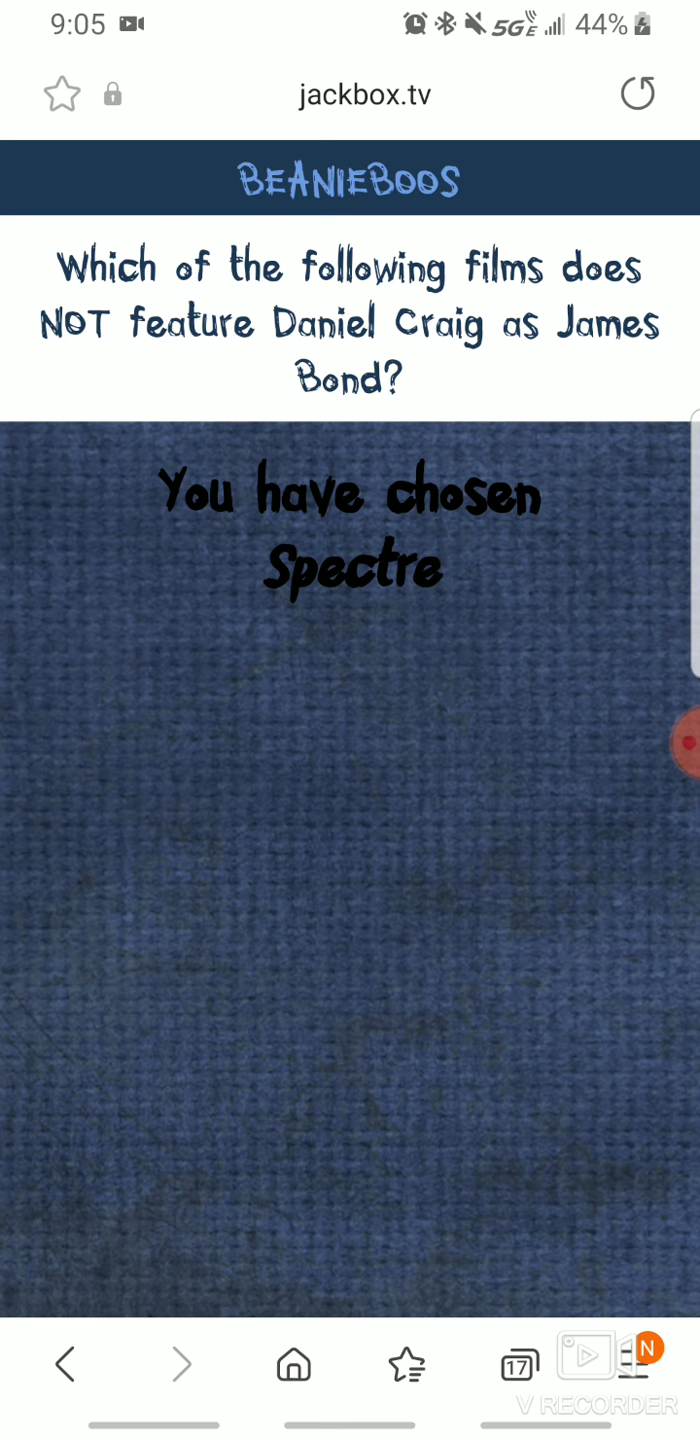 9:05 5GE 44%
jackbox.tv
BEANIEBOOS
Which of the following films does
NOT feature Daniel Craig as James
Bond?
You have chosen
Spectre
17 N
V RECORDER